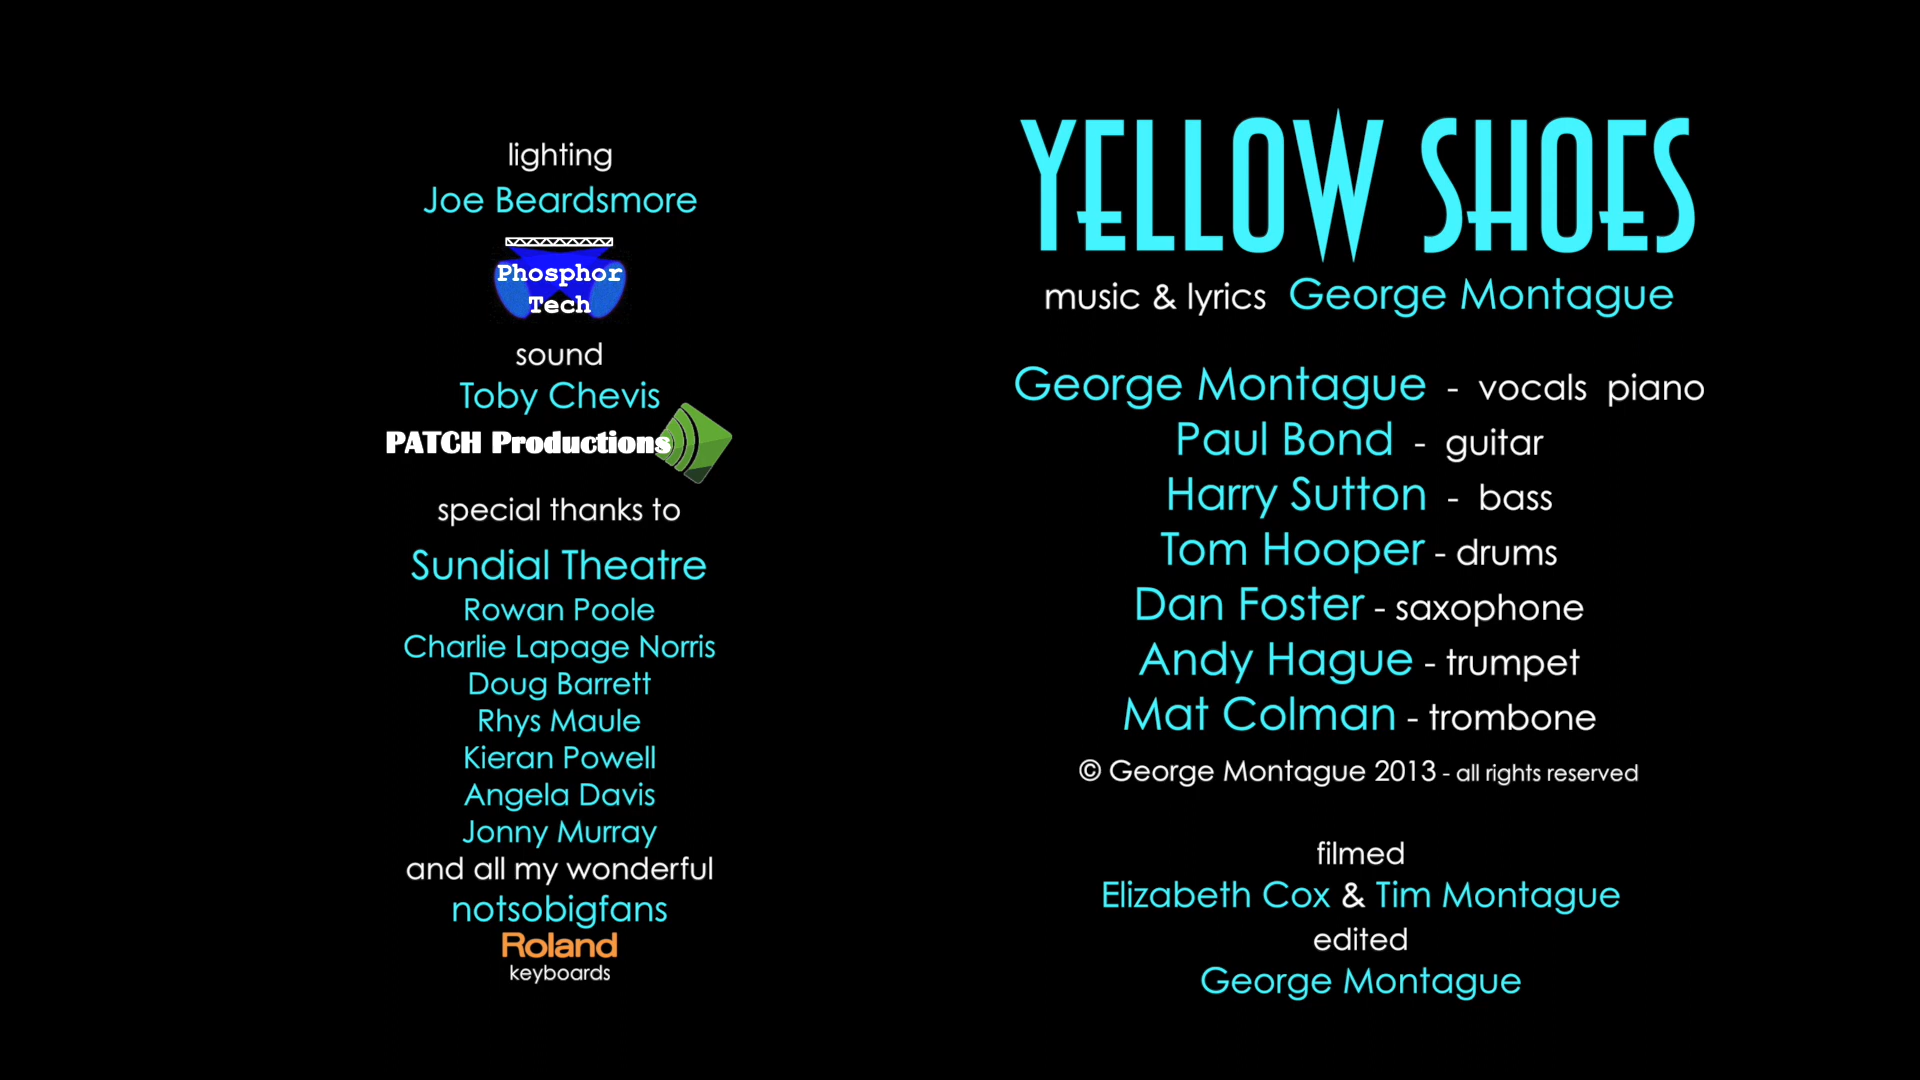 lighting
Joe Beardsmore
Phosphor
Tech
sound
Toby Chevis
PATCH Productions
special thanks to
Sundial Theatre
Rowan Poole
Charlie Lapage Norris
Doug Barrett
Rhys Maule
Kieran Powell
Angela Davis
Jonny Murray
and all my wonderful
notsobigfans
Roland
keyboards
YELLOW SHOES
music & lyrics George Montague
George Montague - vocals piano
Paul Bond - guitar
Harry Sutton - bass
Tom Hooper - drums
Dan Foster - saxophone
Andy Hague - trumpet
Mat Colman - trombone
© George Montague 2013 - all rights reserved
filmed
Elizabeth Cox & Tim Montague
edited
George Montague